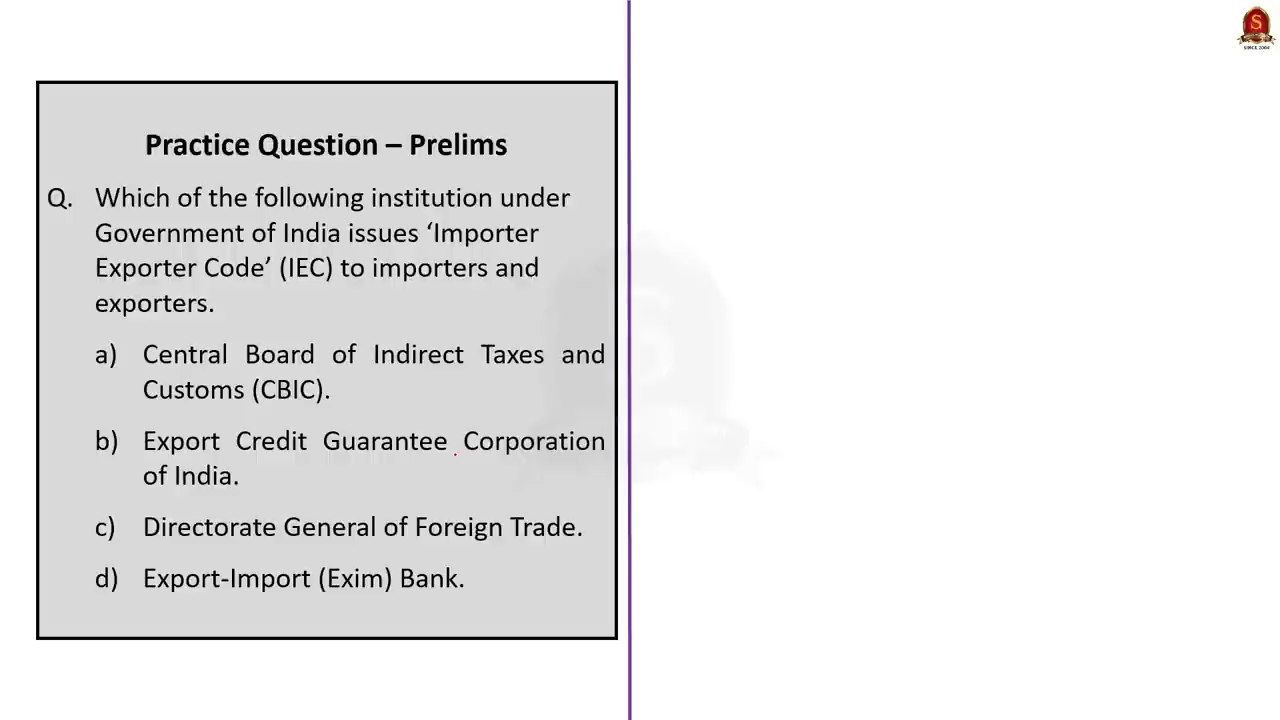 S
SINCE 2004
Practice Question – Prelims
Q. Which of the following institution under
Government of India issues ‘Importer
Exporter Code’ (IEC) to importers and
exporters.
a) Central Board of Indirect Taxes and
Customs (CBIC).
b) Export Credit Guarantee Corporation
of India.
c) Directorate General of Foreign Trade.
d) Export-Import (Exim) Bank.